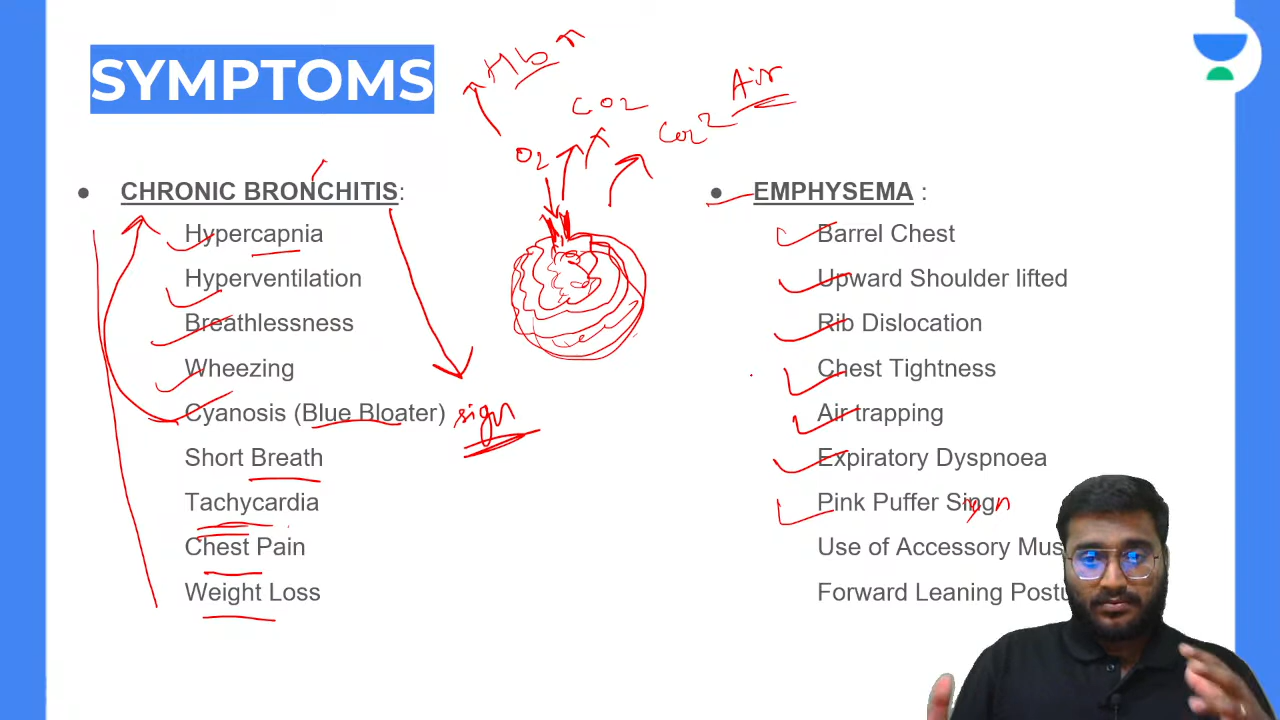 SYMPTOMS
Hb
CO2
Air
CO2
O2
● CHRONIC BRONCHITIS:
Hypercapnia
Hyperventilation
Breathlessness
Wheezing
Cyanosis (Blue Bloater) sign
Short Breath
Tachycardia
Chest Pain
Weight Loss
● EMPHYSEMA :
Barrel Chest
Upward Shoulder lifted
Rib Dislocation
Chest Tightness
Air trapping
Expiratory Dyspnoea
Pink Puffer Singn
Use of Accessory Mus
Forward Leaning Postu